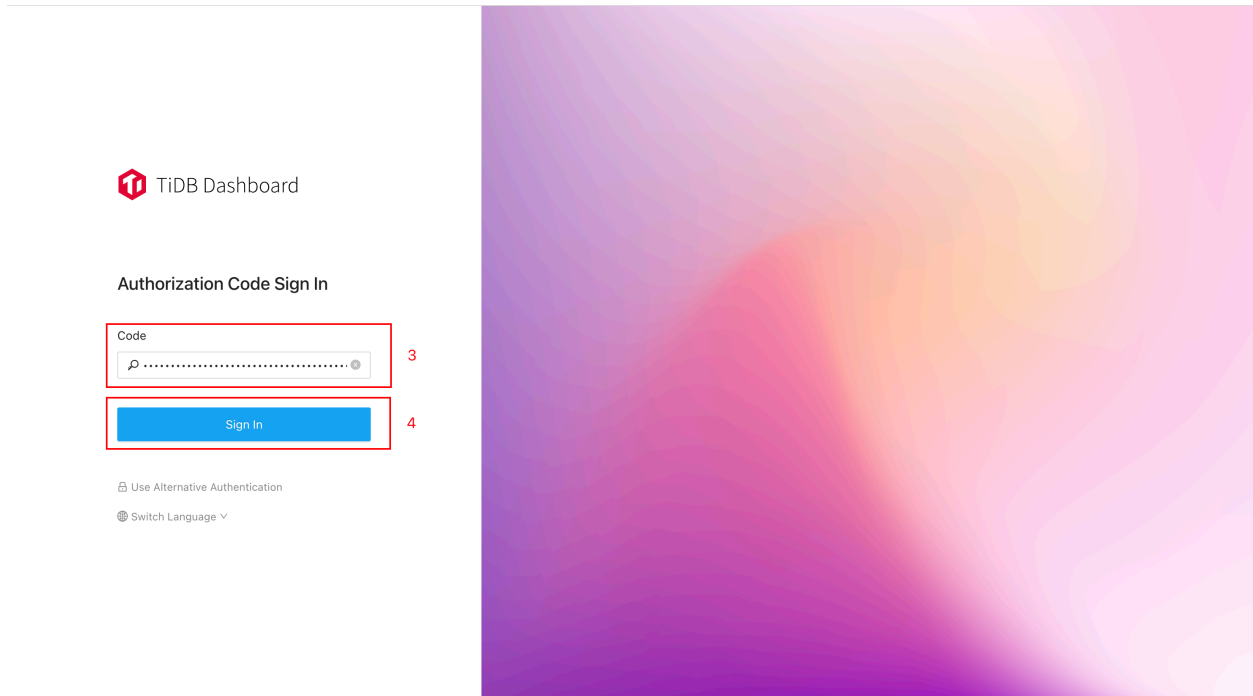 TiDB Dashboard
Authorization Code Sign In
Code
3
Sign In
4
Use Alternative Authentication
Switch Language